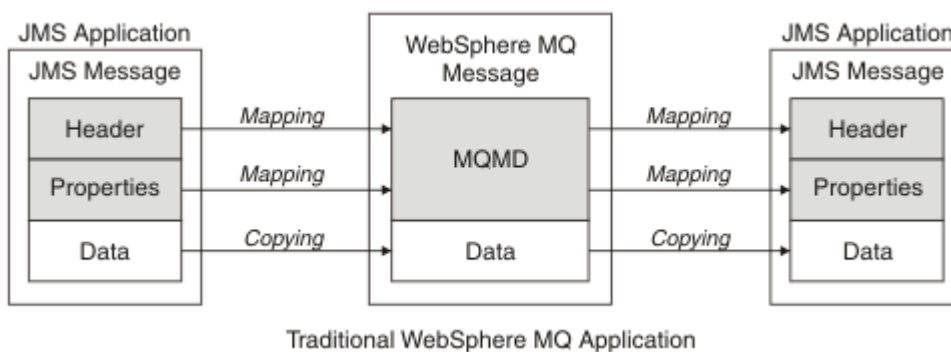 JMS Application
JMS Message
Header
Properties
Data
Mapping
Mapping
Copying
WebSphere MQ
Message
MQMD
Data
Mapping
Mapping
Copying
JMS Application
JMS Message
Header
Properties
Data
Traditional WebSphere MQ Application